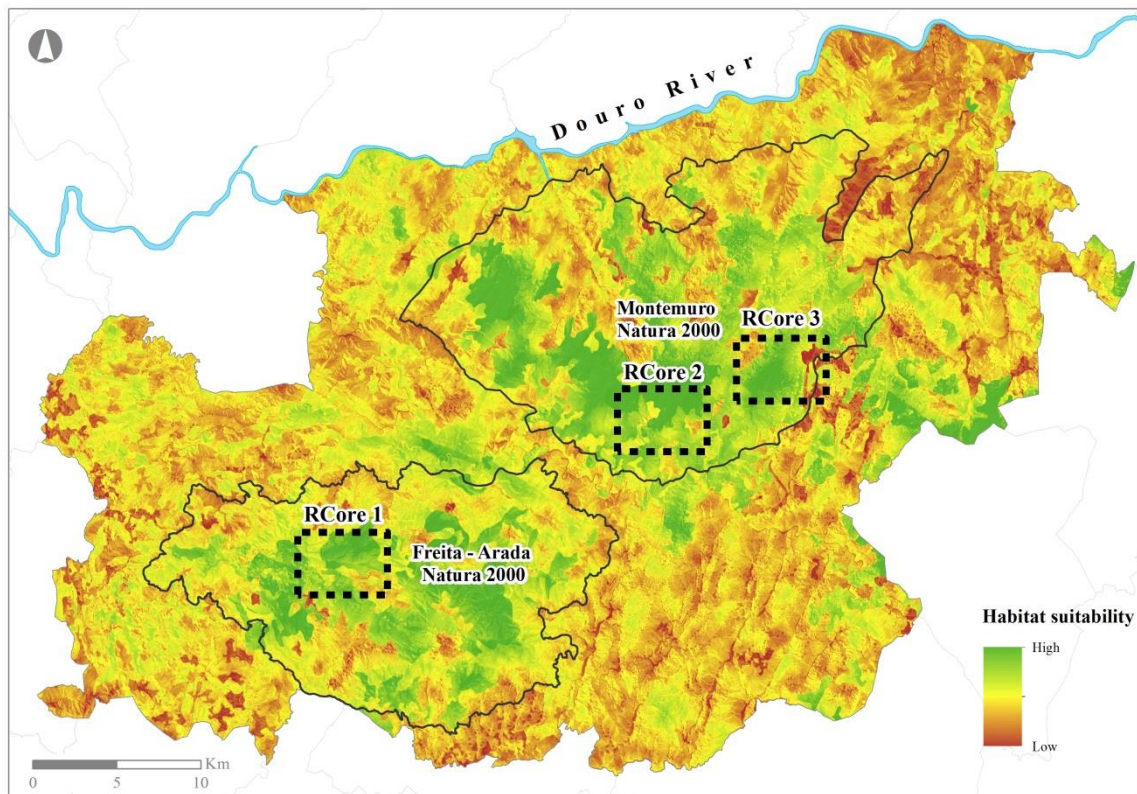 Douro River
Montemuro
Natura 2000
RCore 3
RCore 2
RCore 1
Freita - Arada
Natura 2000
Habitat suitability
High
Low
Km
0 5 10